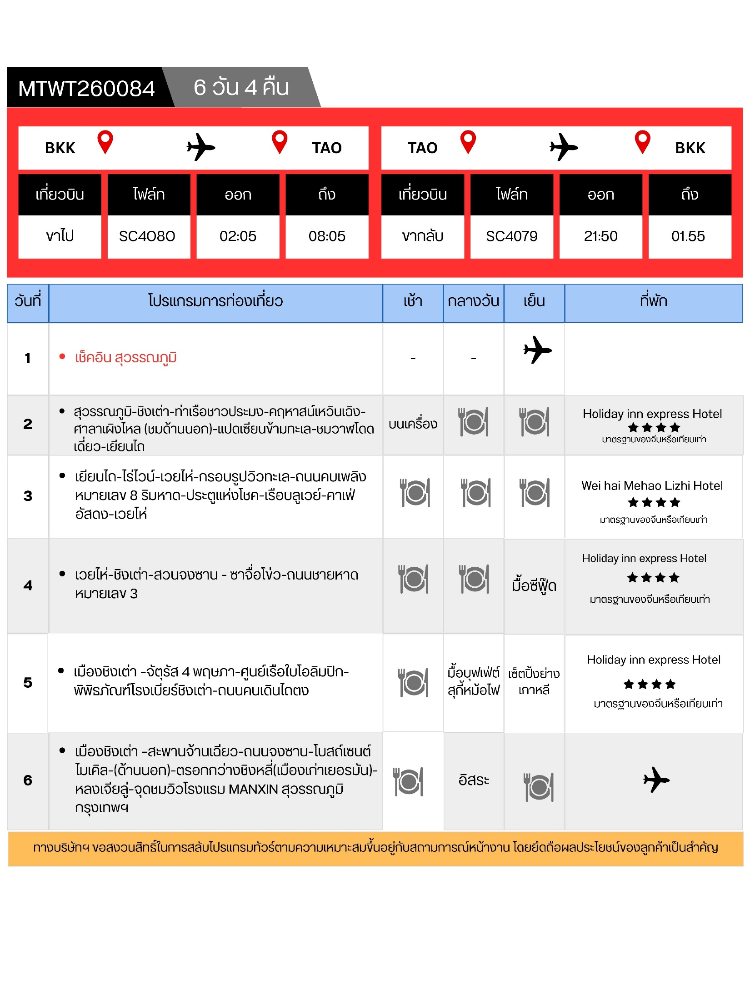 MTWT260084
6 วัน 4 คืน
BKK
TAO
TAO
BKK
เที่ยวบิน
ไฟล์ท
ออก
ถึง
เที่ยวบิน
ไฟล์ท
ออก
ถึง
ขาไป
SC4080
02:05
08:05
ขากลับ
SC4079
21:50
01.55
วันที่
โปรแกรมการท่องเที่ยว
เช้า
กลางวัน
เย็น
ที่พัก
1
• เช็คอิน สุวรรณภูมิ
-
-
2
• สุวรรณภูมิ-ชิงเต่า-ท่าเรือชาวประมง-คฤหาสน์เหวินเฉิง-
ศาลาเผิงไหล (ชมด้านนอก)-แปดเซียนข้ามทะเล-ชมวาฬโดด
เดี่ยว-เยียนไถ
บนเครื่อง
Holiday inn express Hotel
★★★★
มาตรฐานของจีนหรือเทียบเท่า
3
• เยียนไถ-ไร่ไวน์-เวยไห่-กรอบรูปวิวทะเล-ถนนคบเพลิง
หมายเลข 8 ริมหาด-ประตูแห่งโชค-เรือบลูเวย์-คาเฟ่
อัสดง-เวยไห่
Wei hai Mehao Lizhi Hotel
★★★★
มาตรฐานของจีนหรือเทียบเท่า
4
• เวยไห่-ชิงเต่า-สวนจงซาน - ซาจื่อโข่ว-ถนนชายหาด
หมายเลข 3
มื้อซีฟู๊ด
Holiday inn express Hotel
★★★★
มาตรฐานของจีนหรือเทียบเท่า
5
• เมืองชิงเต่า -จัตุรัส 4 พฤษภา-ศูนย์เรือใบโอลิมปิก-
พิพิธภัณฑ์โรงเบียร์ชิงเต่า-ถนนคนเดินไถตง
มื้อบุฟเฟ่ต์
สุกี้หม้อไฟ
เซ็ตปิ้งย่าง
เกาหลี
Holiday inn express Hotel
★★★★
มาตรฐานของจีนหรือเทียบเท่า
6
• เมืองชิงเต่า -สะพานจ้านเฉียว-ถนนจงซาน-โบสถ์เซนต์
ไมเคิล-(ด้านนอก)-ตรอกกว่างชิงหลี่(เมืองเก่าเยอรมัน)-
หลงเจียลู่-จุดชมวิวโรงแรม MANXIN สุวรรณภูมิ
กรุงเทพฯ
อิสระ
ทางบริษัทฯ ขอสงวนสิทธิ์ในการสลับโปรแกรมทัวร์ตามความเหมาะสมขึ้นอยู่กับสถานการณ์หน้างาน โดยยึดถือผลประโยชน์ของลูกค้าเป็นสำคัญ